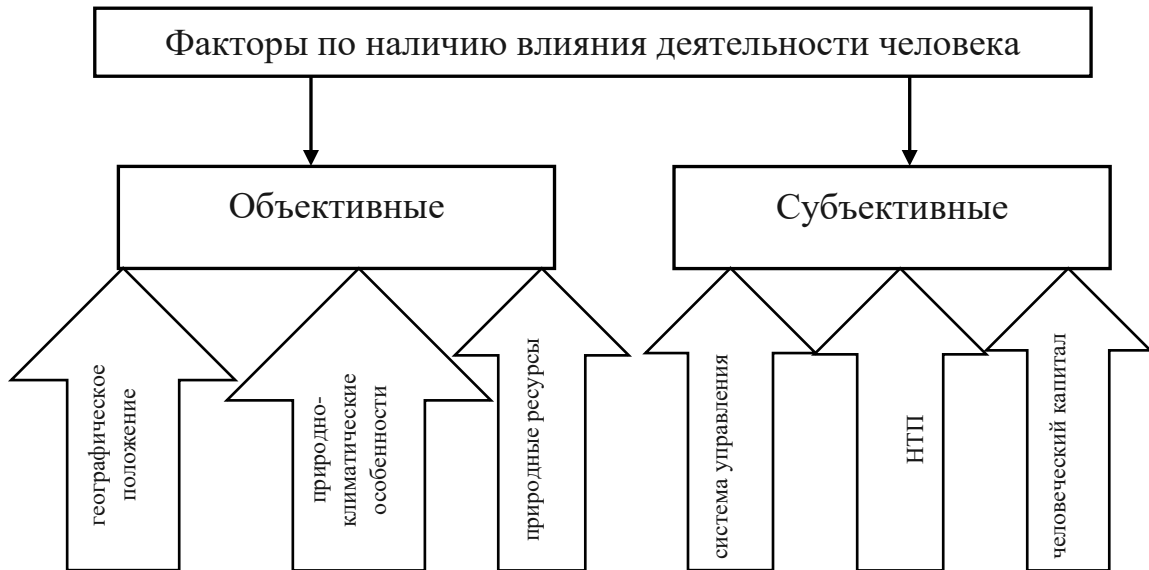 Факторы по наличию влияния деятельности человека
Объективные
Субъективные
географическое
положение
природно-
климатические
особенности
природные ресурсы
система управления
НТП
человеческий капитал